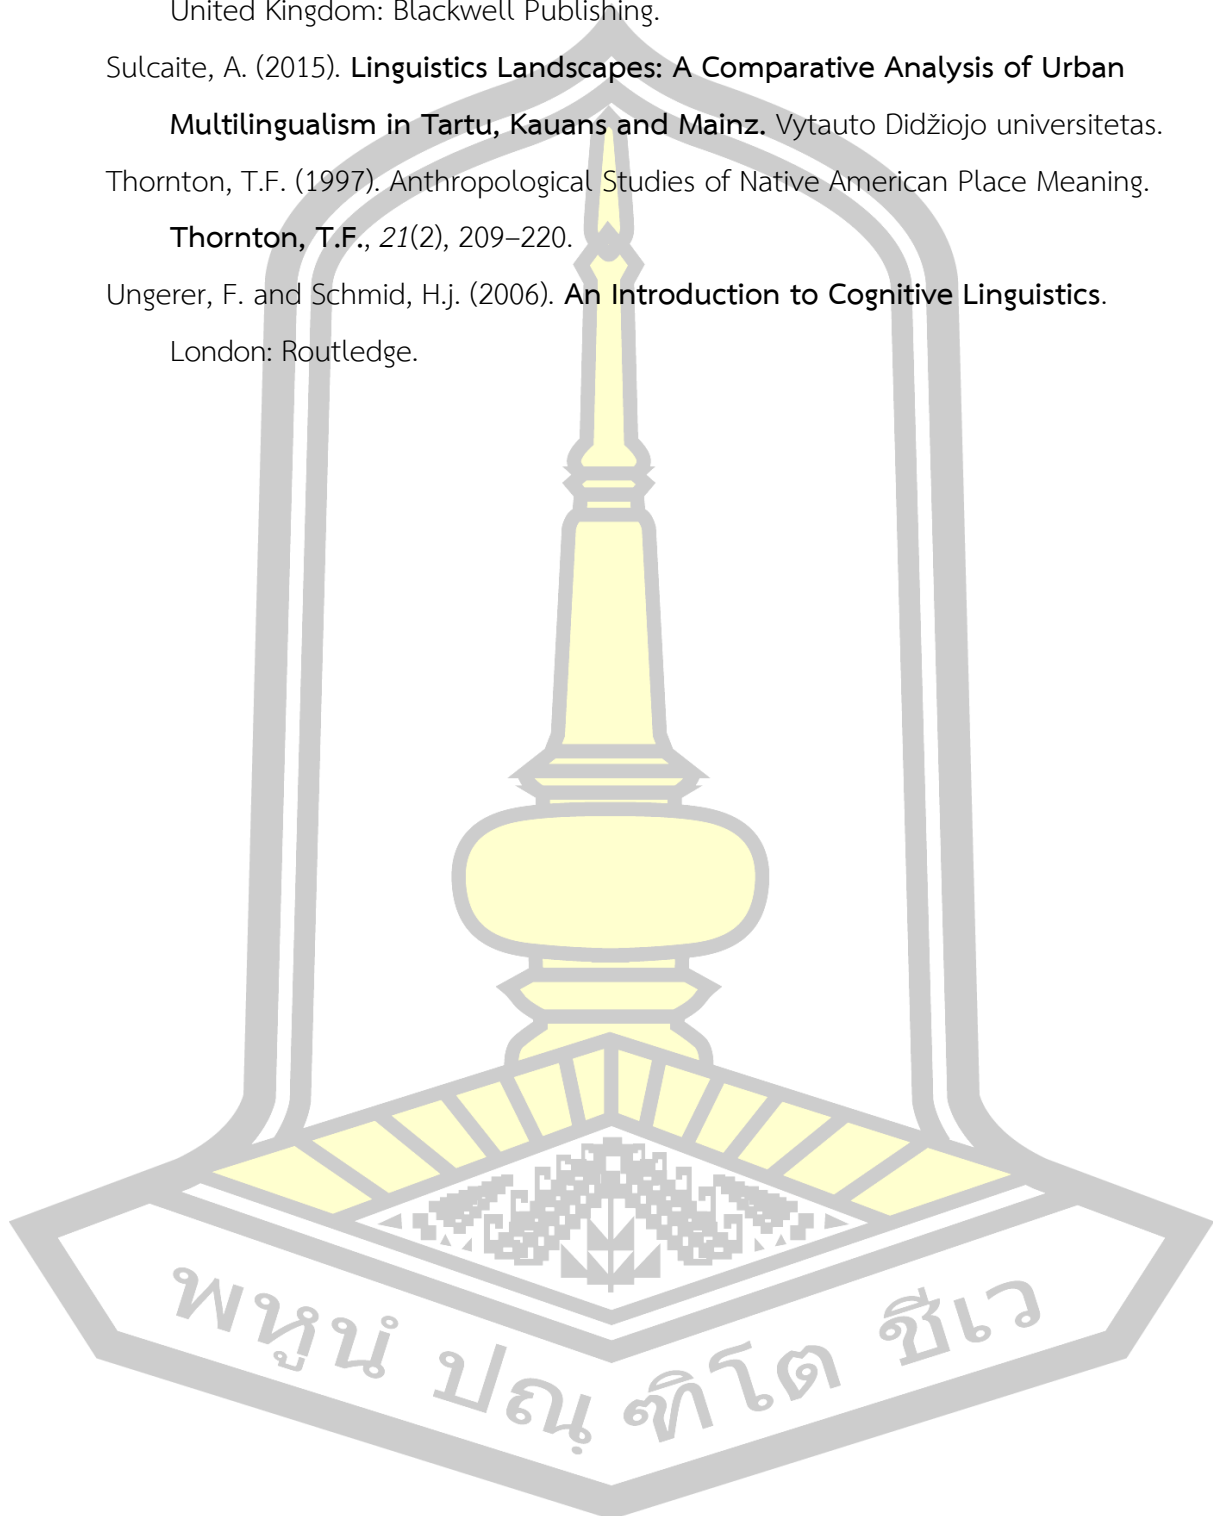 United Kingdom: Blackwell Publishing.
Sulcaite, A. (2015). Linguistics Landscapes: A Comparative Analysis of Urban
Multilingualism in Tartu, Kauans and Mainz. Vytauto Didžiojo universitetas.
Thornton, T.F. (1997). Anthropological Studies of Native American Place Meaning.
Thornton, T.F., 21(2), 209–220.
Ungerer, F. and Schmid, H.j. (2006). An Introduction to Cognitive Linguistics.
London: Routledge.
พหูนํ ปณฺฑิโต ชีเว